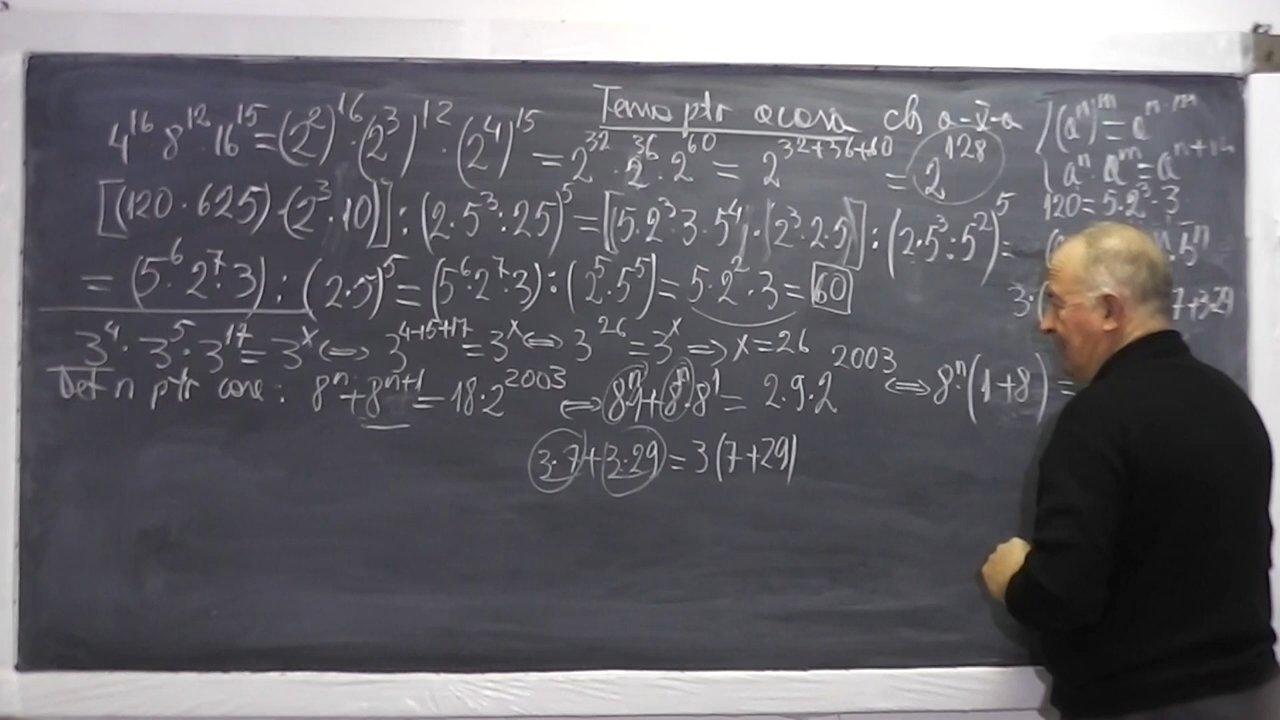 Tema ptr acasa cls a-V-a
4^16 8^12 · 16^15 = (2^2)^16 · (2^3)^12 · (2^4)^15 = 2^32 · 2^36 · 2^60 = 2^(32+36+60) = 2^128
(a^n)^m = a^(n·m)
a^n · a^m = a^(n+m)
[(120 · 625) · (2^3 · 10)] : (2 · 5^3 : 25)^5 = [(5 · 2^3 · 3 · 5^4) · (2^3 · 2 · 5)] : (2 · 5^3 : 5^2)^5 =
120 = 5 · 2^3 · 3
= (5^6 · 2^7 · 3) : (2 · 5)^5 = (5^6 · 2^7 · 3) : (2^5 · 5^5) = 5 · 2^2 · 3 = 60
3^4 · 3^5 · 3^17 = 3^x ⇔ 3^(4+5+17) = 3^x ⇔ 3^26 = 3^x ⇒ x = 26
Det n ptr care: 8^n + 8^(n+1) = 18 · 2^2003 ⇔ 8^n · 1 + 8^n · 8^1 = 2 · 9 · 2^2003 ⇔ 8^n · (1+8) =
3·7 + 3·29 = 3(7+29)